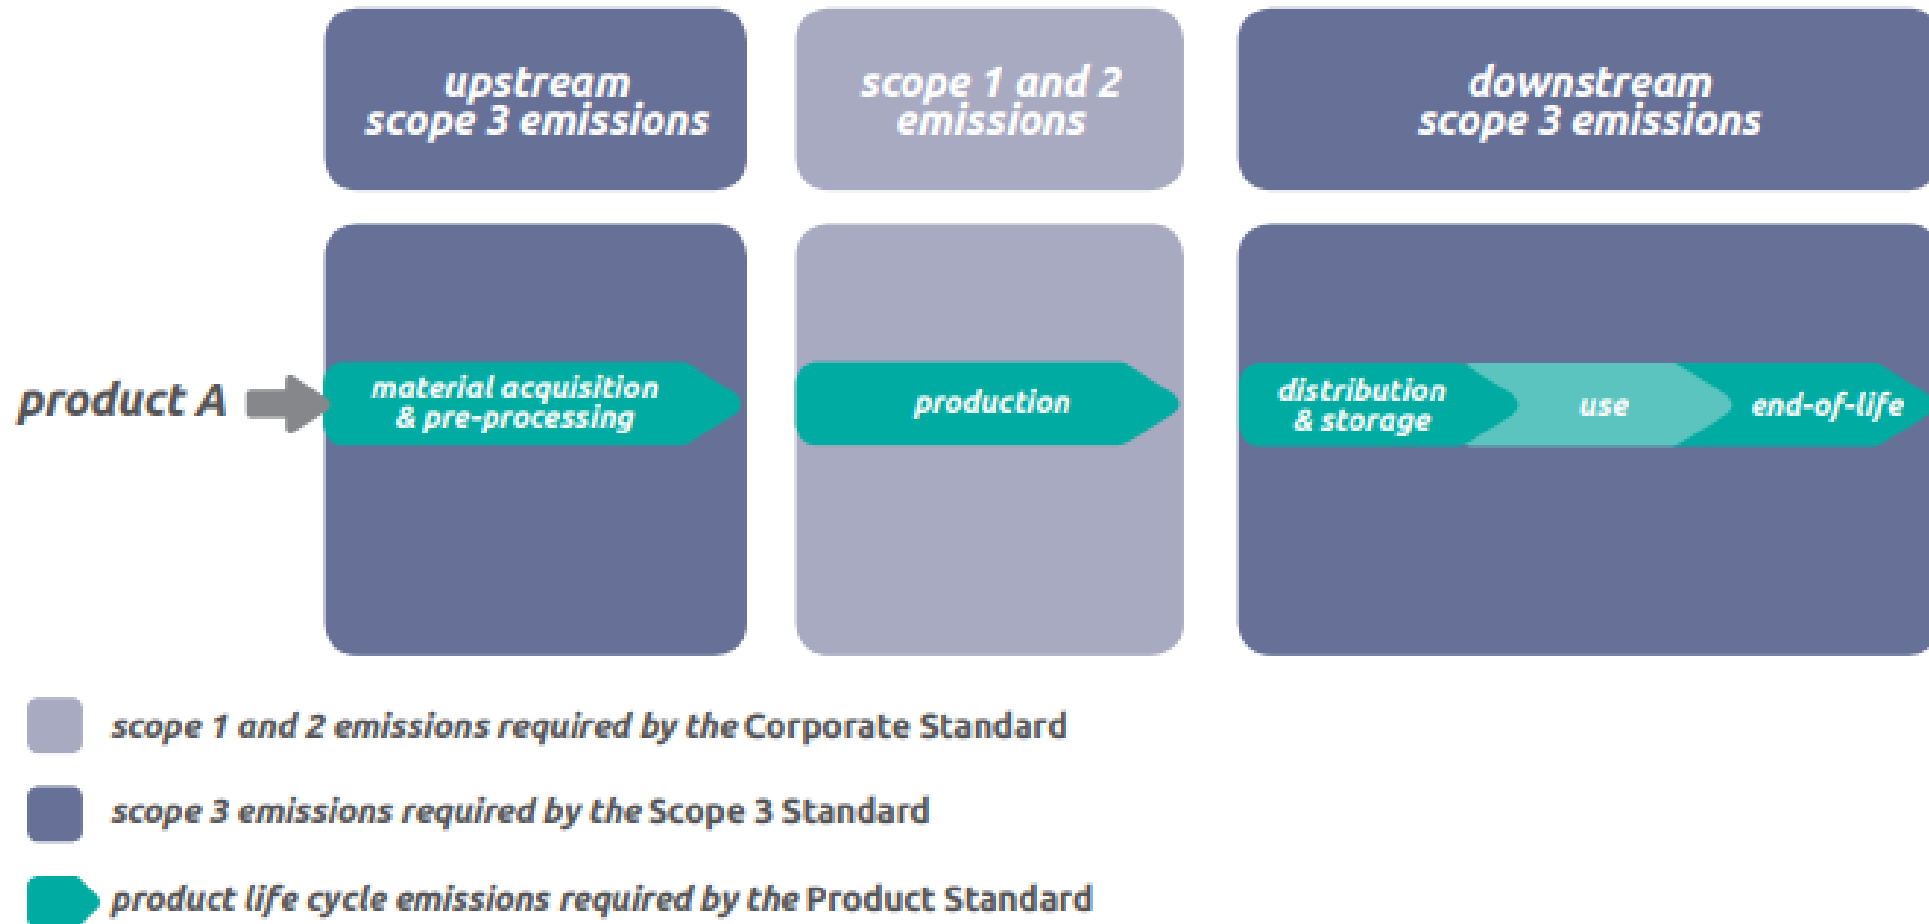 upstream
scope 3 emissions
scope 1 and 2
emissions
downstream
scope 3 emissions
product A
material acquisition
& pre-processing
production
distribution
& storage
use
end-of-life
scope 1 and 2 emissions required by the Corporate Standard
scope 3 emissions required by the Scope 3 Standard
product life cycle emissions required by the Product Standard